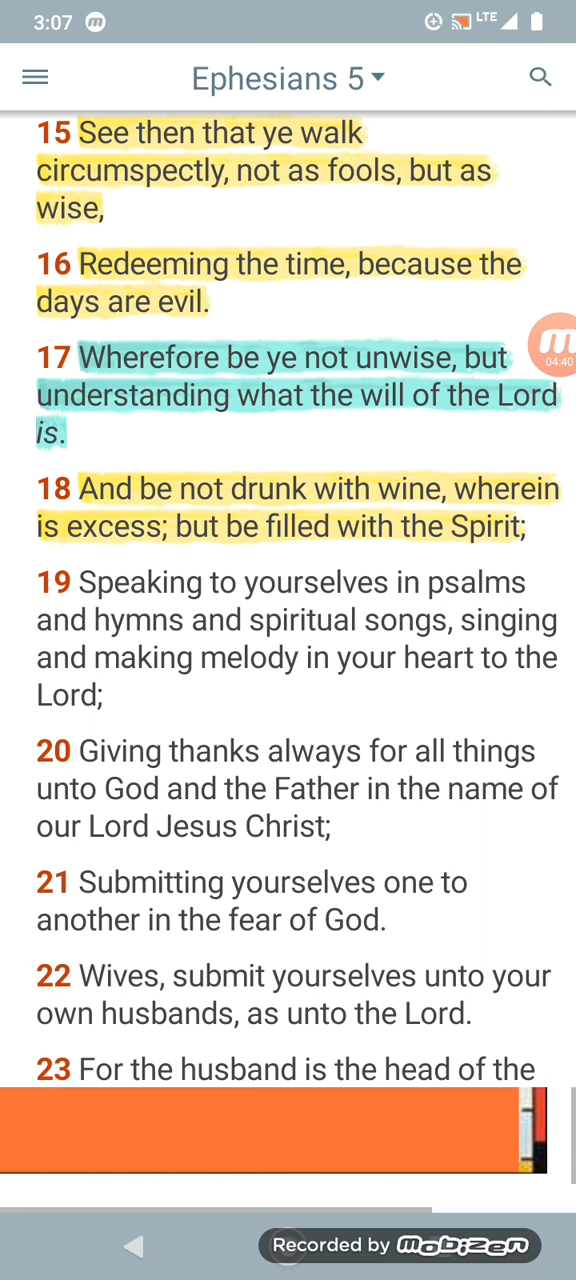 3:07 m LTE
Ephesians 5
15 See then that ye walk
circumspectly, not as fools, but as
wise,
16 Redeeming the time, because the
days are evil.
m
04:40
17 Wherefore be ye not unwise, but
understanding what the will of the Lord
is.
18 And be not drunk with wine, wherein
is excess; but be filled with the Spirit;
19 Speaking to yourselves in psalms
and hymns and spiritual songs, singing
and making melody in your heart to the
Lord;
20 Giving thanks always for all things
unto God and the Father in the name of
our Lord Jesus Christ;
21 Submitting yourselves one to
another in the fear of God.
22 Wives, submit yourselves unto your
own husbands, as unto the Lord.
23 For the husband is the head of the
Recorded by mobizen